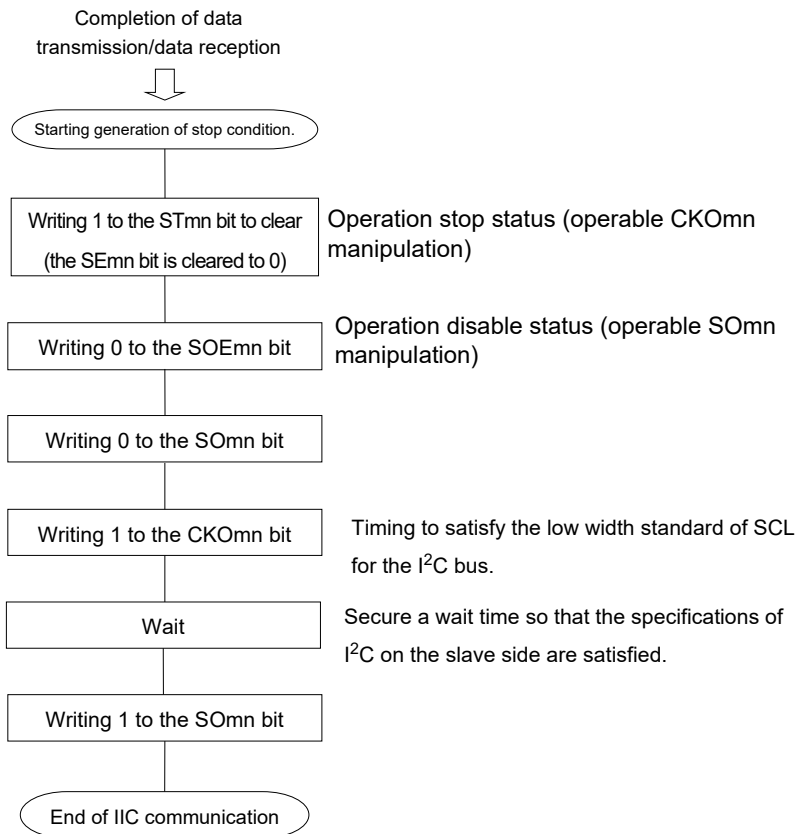 Completion of data
transmission/data reception
Starting generation of stop condition.
Writing 1 to the STmn bit to clear
(the SEmn bit is cleared to 0)
Operation stop status (operable CKOmn
manipulation)
Writing 0 to the SOEmn bit
Operation disable status (operable SOmn
manipulation)
Writing 0 to the SOmn bit
Writing 1 to the CKOmn bit
Timing to satisfy the low width standard of SCL
for the I²C bus.
Wait
Secure a wait time so that the specifications of
I²C on the slave side are satisfied.
Writing 1 to the SOmn bit
End of IIC communication